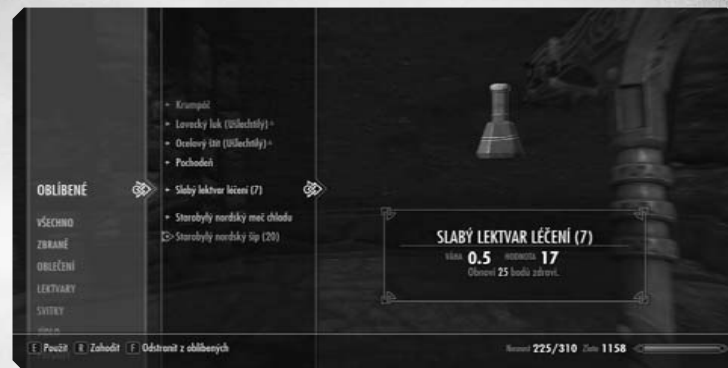 OBLÍBENÉ
VŠECHNO
ZBRANĚ
OBLEČENÍ
LEKTVARY
SVITKY
JÍDLO
Krumpáč
Lovecký luk (Ušlechtilý)
Ocelový štít (Ušlechtilý)
Pochodeň
Slabý lektvar léčení (7)
Starobylý nordský meč chladu
Starobylý nordský šíp (20)
SLABÝ LEKTVAR LÉČENÍ (7)
VÁHA 0.5 HODNOTA 17
Obnoví 25 bodů zdraví.
E Použít R Zahodit F Odstranit z oblíbených
Nosnost 225/310 Zlato 1158